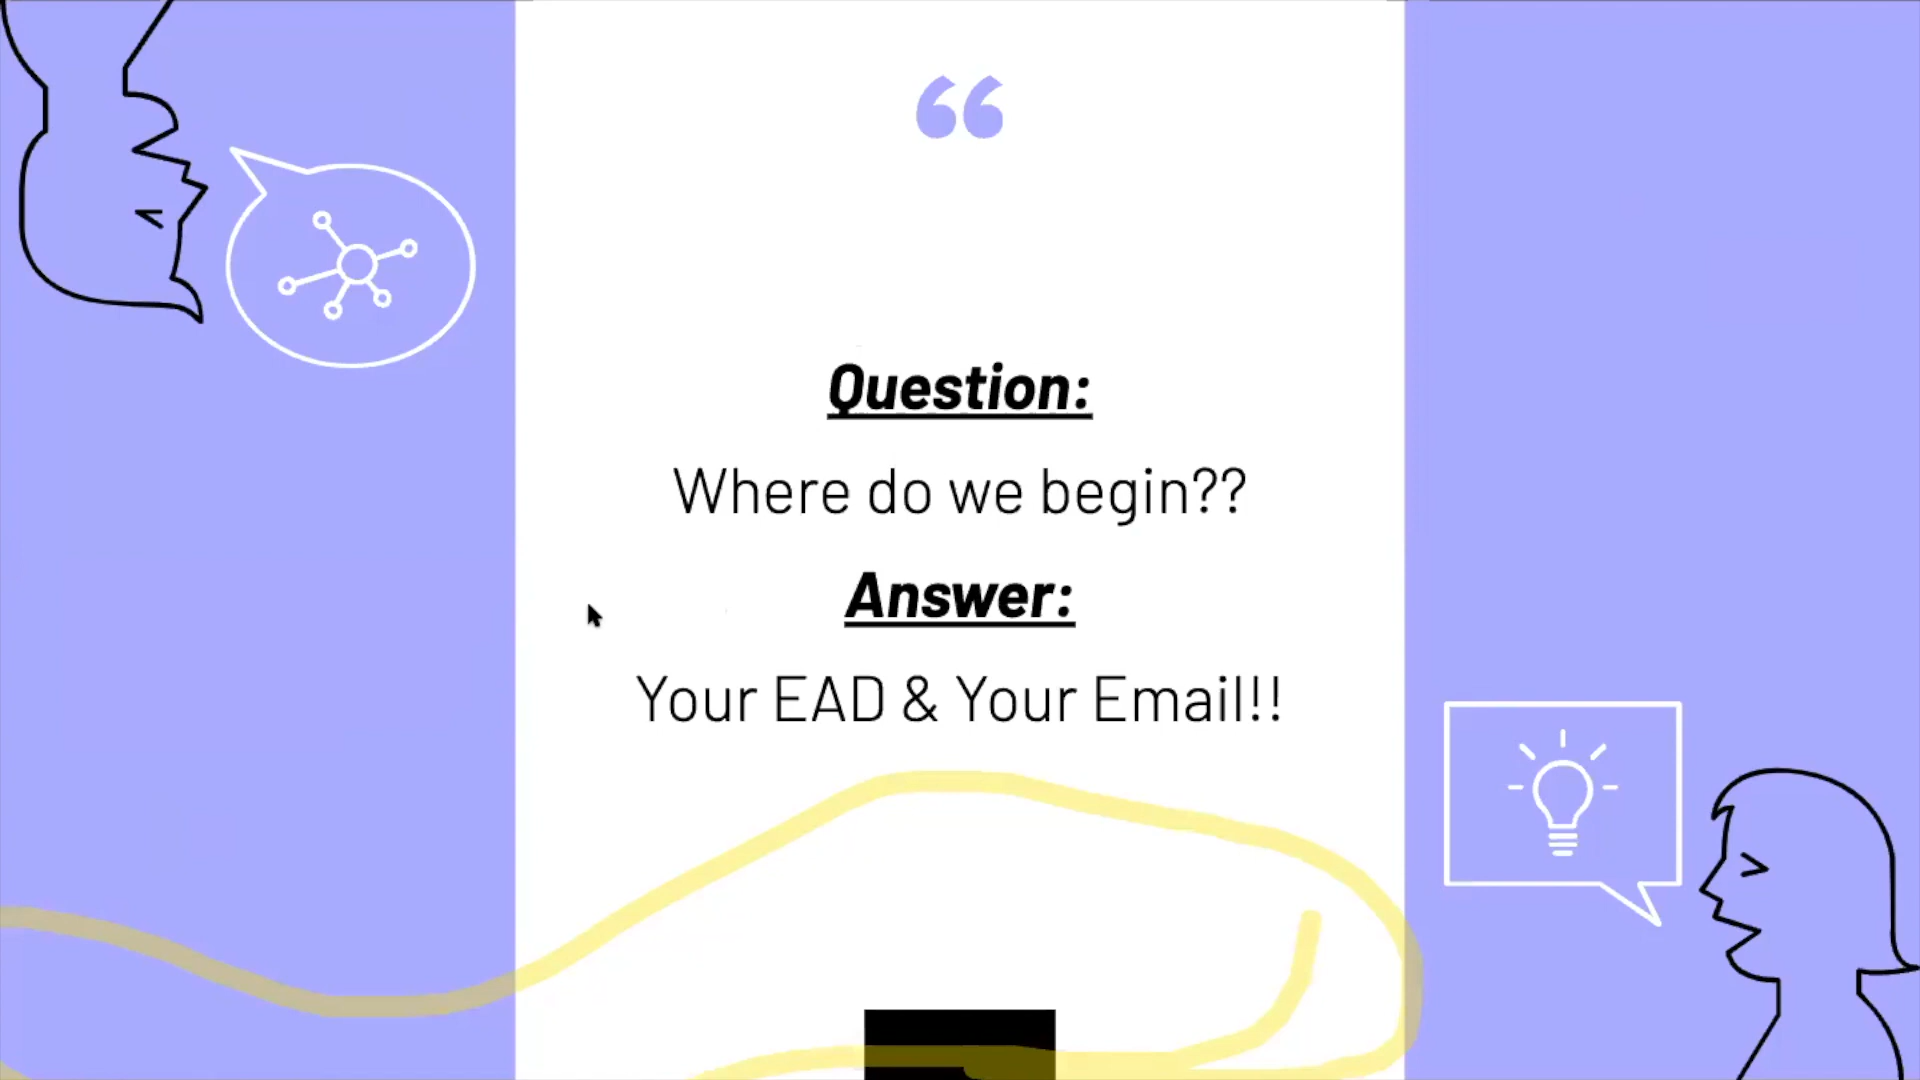 “
Question:
Where do we begin??
Answer:
Your EAD & Your Email!!